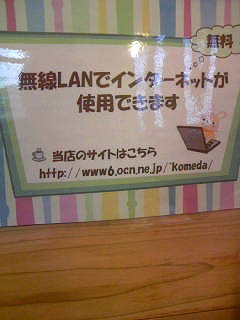 無料
無線LANでインターネットが
使用できます
当店のサイトはこちら
http://www6.ocn.ne.jp/~komeda/